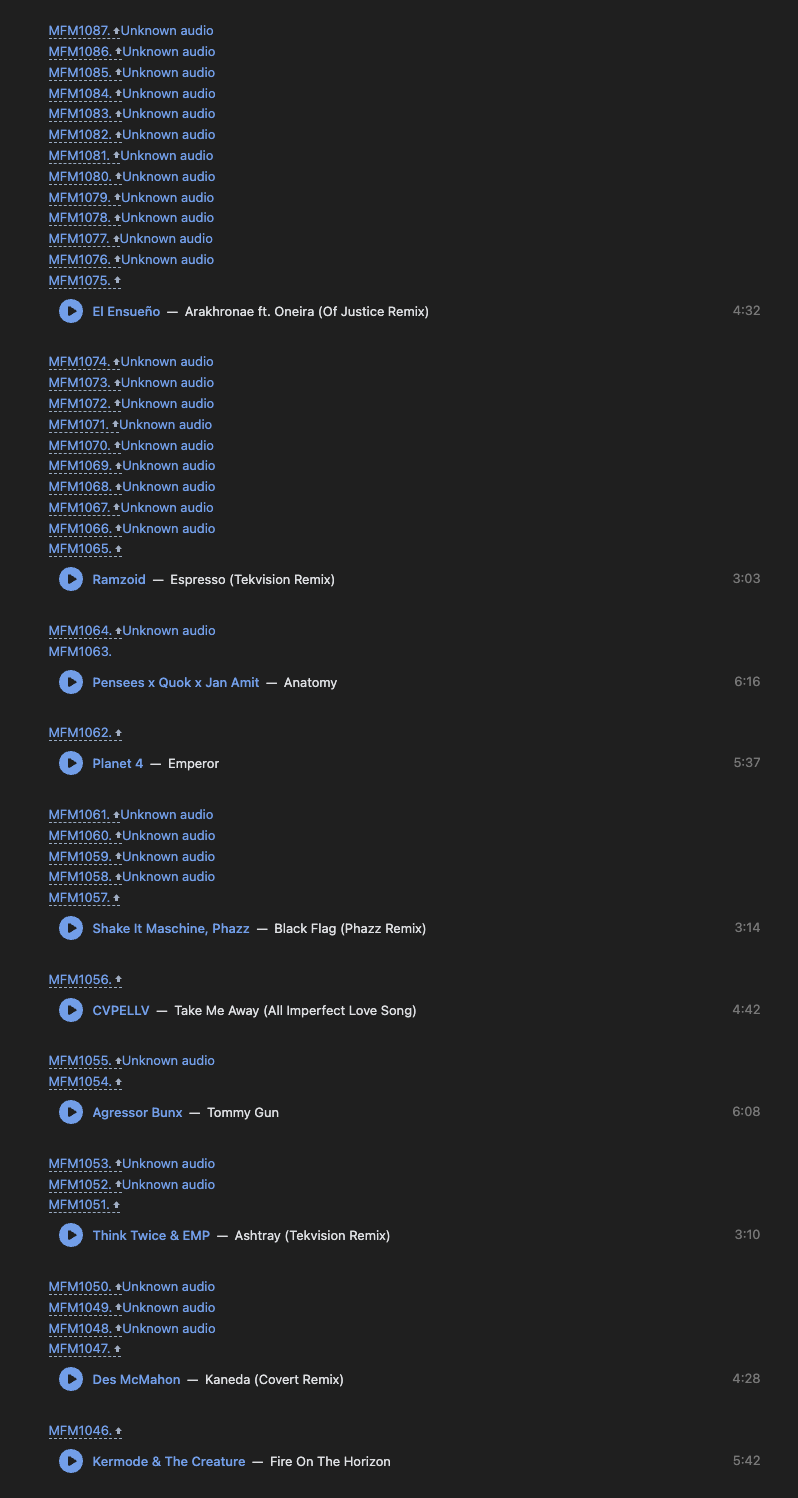 MFM1087. ⬆Unknown audio
MFM1086. ⬆Unknown audio
MFM1085. ⬆Unknown audio
MFM1084. ⬆Unknown audio
MFM1083. ⬆Unknown audio
MFM1082. ⬆Unknown audio
MFM1081. ⬆Unknown audio
MFM1080. ⬆Unknown audio
MFM1079. ⬆Unknown audio
MFM1078. ⬆Unknown audio
MFM1077. ⬆Unknown audio
MFM1076. ⬆Unknown audio
MFM1075. ⬆
El Ensueño — Arakhronae ft. Oneira (Of Justice Remix) 4:32
MFM1074. ⬆Unknown audio
MFM1073. ⬆Unknown audio
MFM1072. ⬆Unknown audio
MFM1071. ⬆Unknown audio
MFM1070. ⬆Unknown audio
MFM1069. ⬆Unknown audio
MFM1068. ⬆Unknown audio
MFM1067. ⬆Unknown audio
MFM1066. ⬆Unknown audio
MFM1065. ⬆
Ramzoid — Espresso (Tekvision Remix) 3:03
MFM1064. ⬆Unknown audio
MFM1063.
Pensees x Quok x Jan Amit — Anatomy 6:16
MFM1062. ⬆
Planet 4 — Emperor 5:37
MFM1061. ⬆Unknown audio
MFM1060. ⬆Unknown audio
MFM1059. ⬆Unknown audio
MFM1058. ⬆Unknown audio
MFM1057. ⬆
Shake It Maschine, Phazz — Black Flag (Phazz Remix) 3:14
MFM1056. ⬆
CVPELLV — Take Me Away (All Imperfect Love Song) 4:42
MFM1055. ⬆Unknown audio
MFM1054. ⬆
Agressor Bunx — Tommy Gun 6:08
MFM1053. ⬆Unknown audio
MFM1052. ⬆Unknown audio
MFM1051. ⬆
Think Twice & EMP — Ashtray (Tekvision Remix) 3:10
MFM1050. ⬆Unknown audio
MFM1049. ⬆Unknown audio
MFM1048. ⬆Unknown audio
MFM1047. ⬆
Des McMahon — Kaneda (Covert Remix) 4:28
MFM1046. ⬆
Kermode & The Creature — Fire On The Horizon 5:42